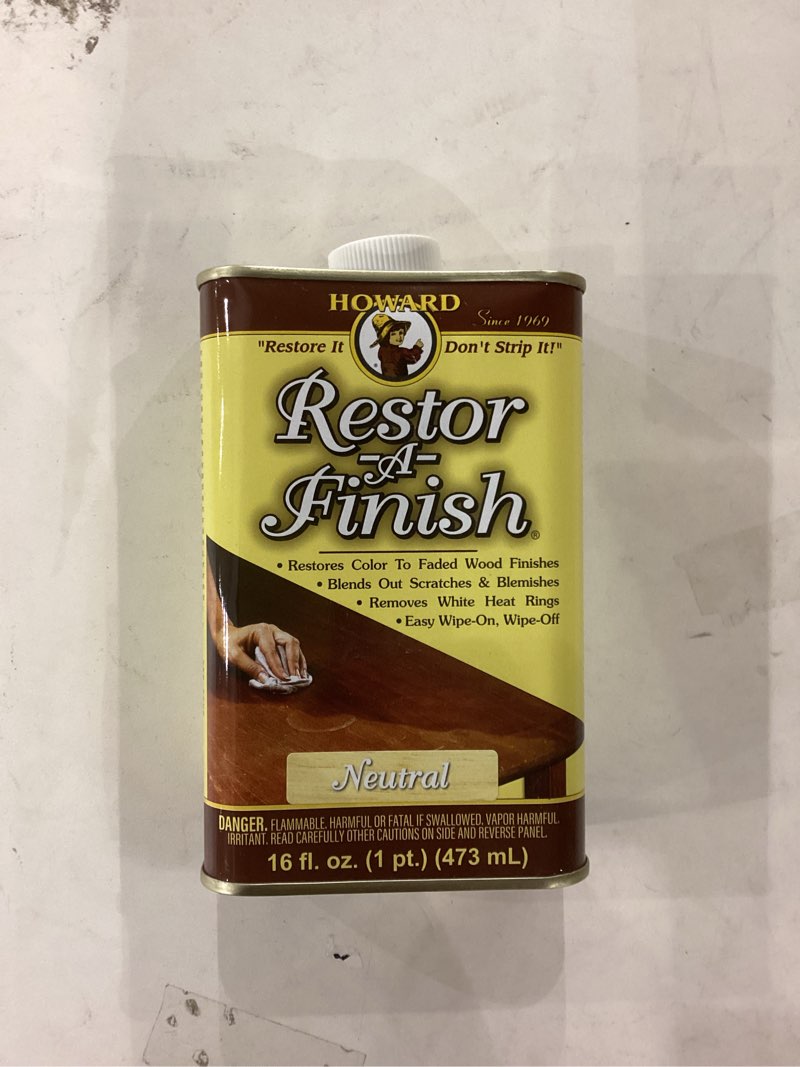 HOWARD
Since 1969
"Restore It Don't Strip It!"
Restor
-A-
Finish®
• Restores Color To Faded Wood Finishes
• Blends Out Scratches & Blemishes
• Removes White Heat Rings
• Easy Wipe-On, Wipe-Off
Neutral
DANGER. FLAMMABLE. HARMFUL OR FATAL IF SWALLOWED. VAPOR HARMFUL.
IRRITANT. READ CAREFULLY OTHER CAUTIONS ON SIDE AND REVERSE PANEL.
16 fl. oz. (1 pt.) (473 mL)